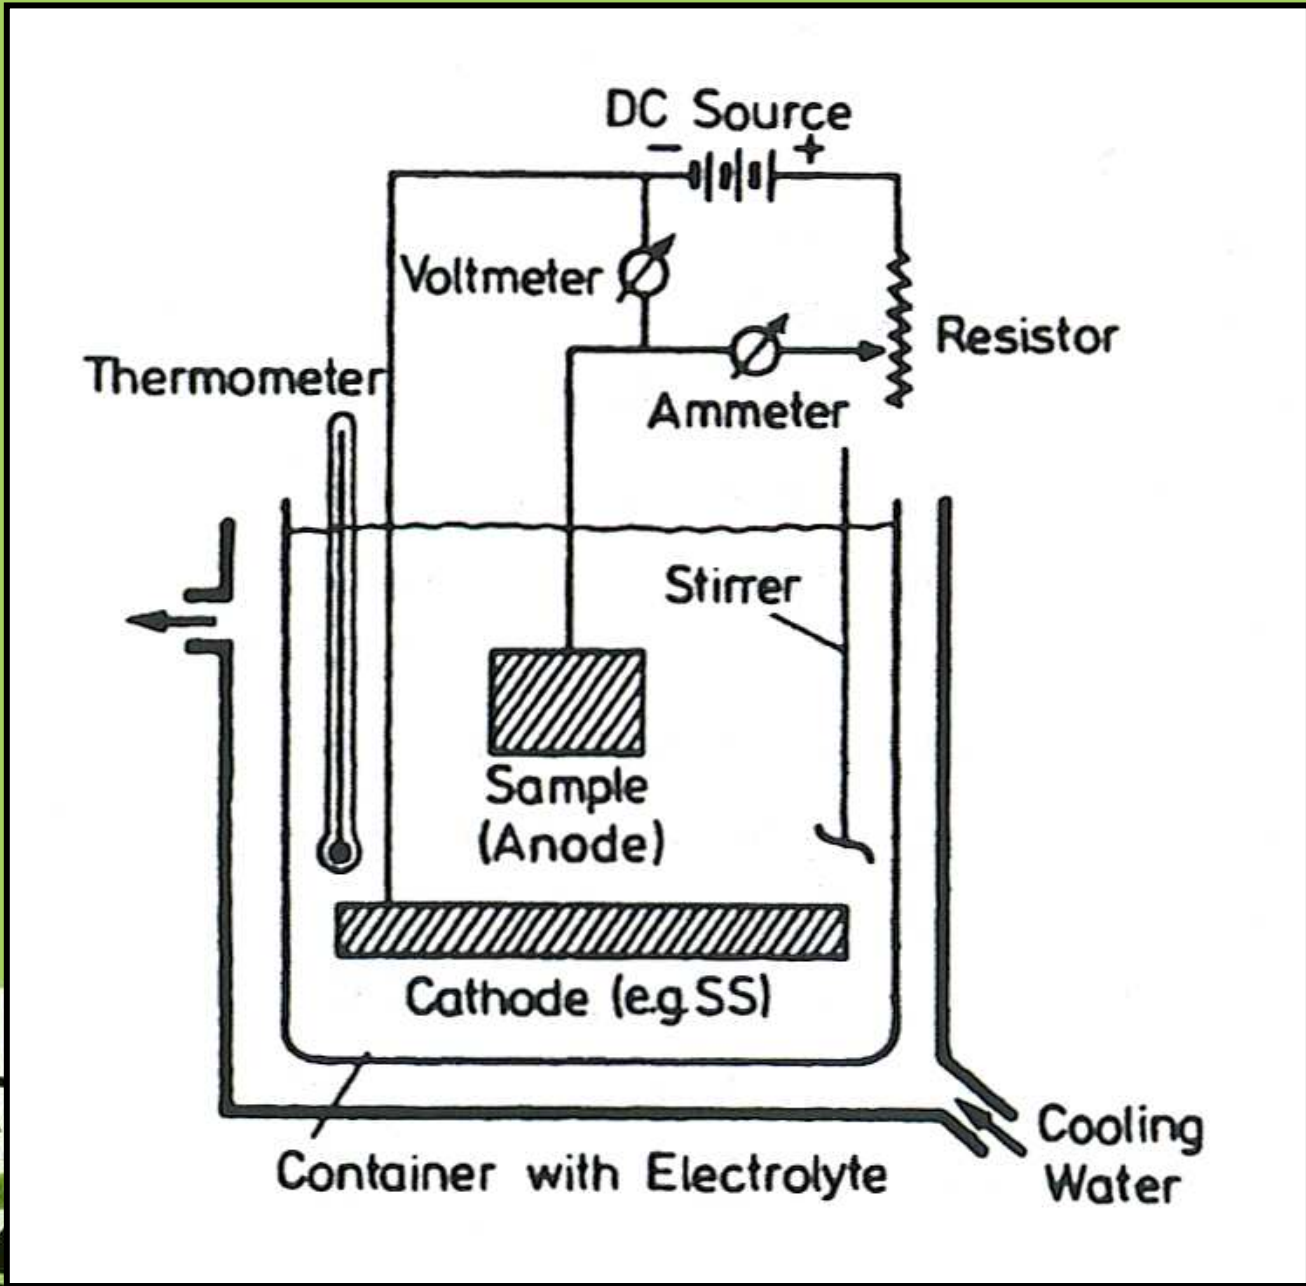 DC Source
− +
Voltmeter
Resistor
Thermometer
Ammeter
Stirrer
Sample
(Anode)
Cathode (e.g. SS)
Container with Electrolyte
Cooling
Water